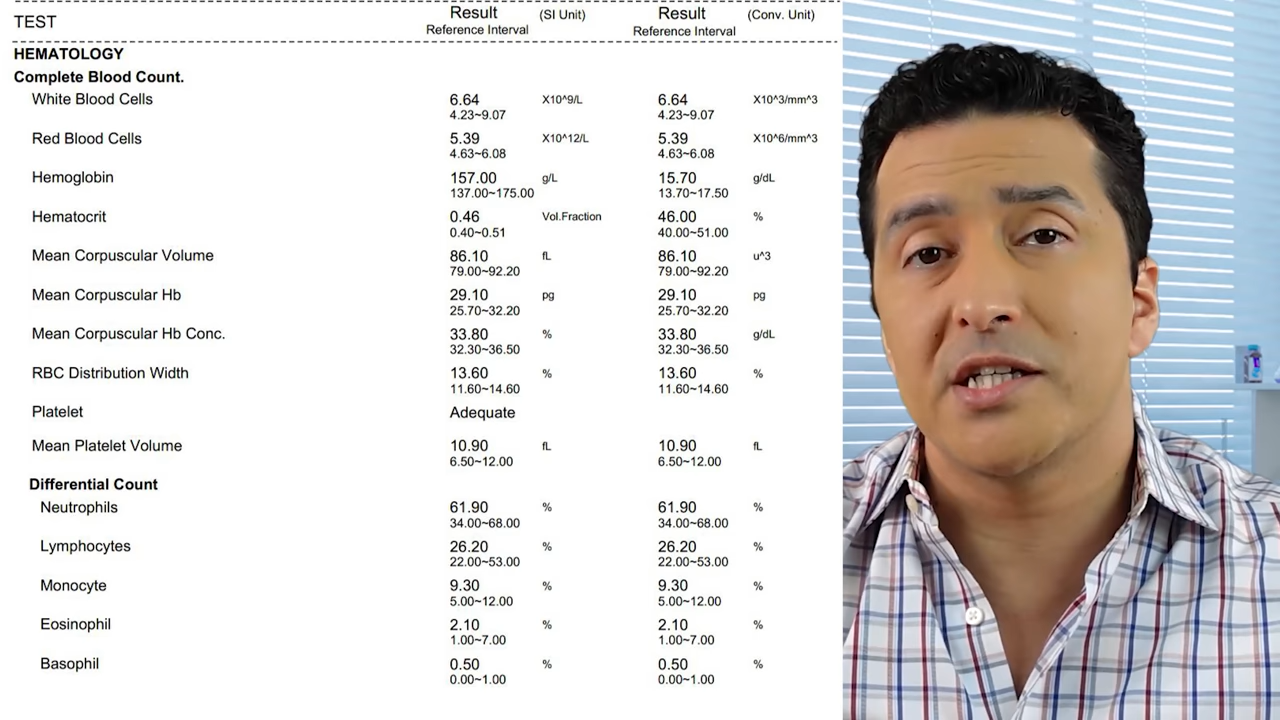 TEST Result (SI Unit) Result (Conv. Unit)
Reference Interval Reference Interval
HEMATOLOGY
Complete Blood Count.
White Blood Cells 6.64 X10^9/L 6.64 X10^3/mm^3
4.23~9.07 4.23~9.07
Red Blood Cells 5.39 X10^12/L 5.39 X10^6/mm^3
4.63~6.08 4.63~6.08
Hemoglobin 157.00 g/L 15.70 g/dL
137.00~175.00 13.70~17.50
Hematocrit 0.46 Vol.Fraction 46.00 %
0.40~0.51 40.00~51.00
Mean Corpuscular Volume 86.10 fL 86.10 u^3
79.00~92.20 79.00~92.20
Mean Corpuscular Hb 29.10 pg 29.10 pg
25.70~32.20 25.70~32.20
Mean Corpuscular Hb Conc. 33.80 % 33.80 g/dL
32.30~36.50 32.30~36.50
RBC Distribution Width 13.60 % 13.60 %
11.60~14.60 11.60~14.60
Platelet Adequate
Mean Platelet Volume 10.90 fL 10.90 fL
6.50~12.00 6.50~12.00
Differential Count
Neutrophils 61.90 % 61.90 %
34.00~68.00 34.00~68.00
Lymphocytes 26.20 % 26.20 %
22.00~53.00 22.00~53.00
Monocyte 9.30 % 9.30 %
5.00~12.00 5.00~12.00
Eosinophil 2.10 % 2.10 %
1.00~7.00 1.00~7.00
Basophil 0.50 % 0.50 %
0.00~1.00 0.00~1.00